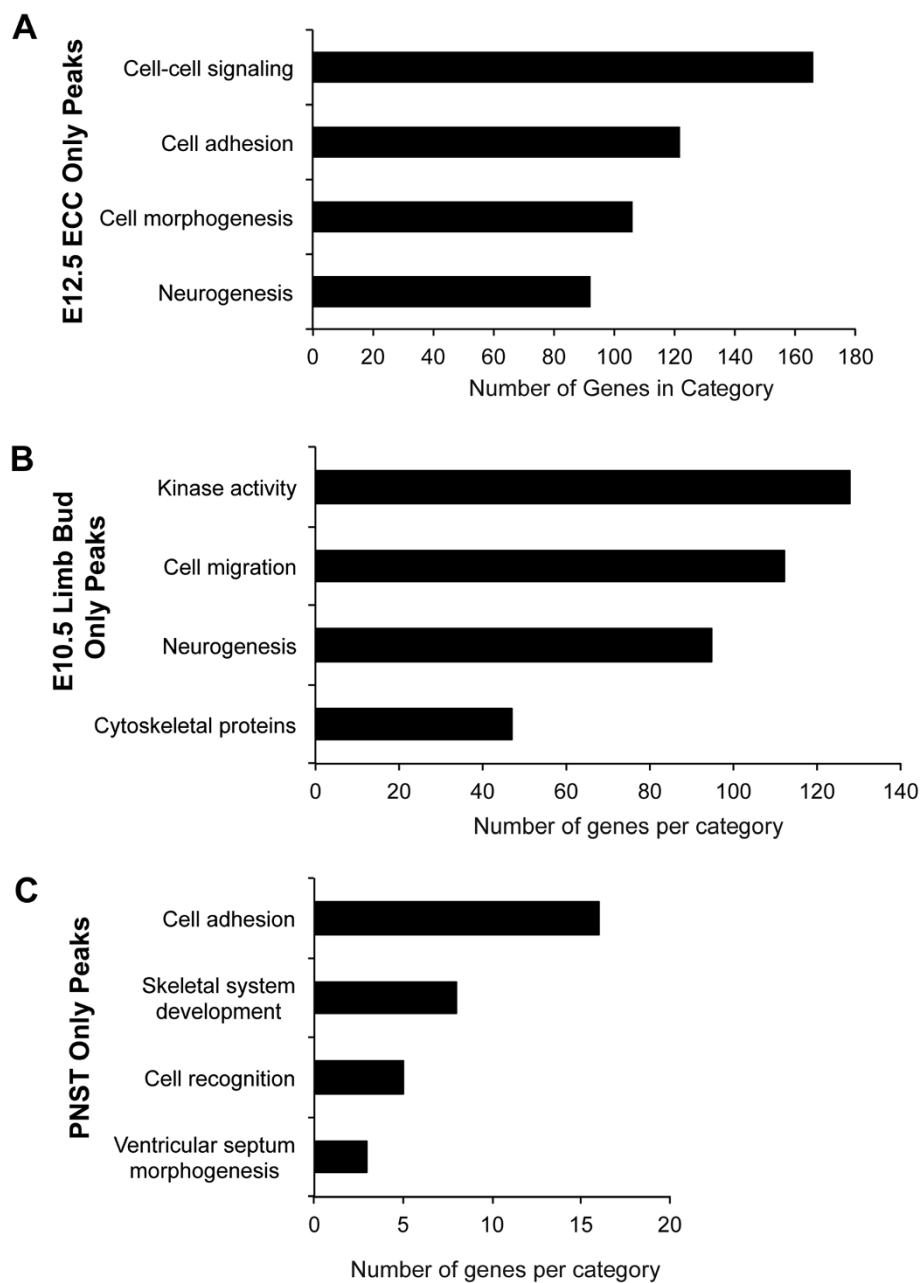 A
E12.5 ECC Only Peaks
Cell-cell signaling
Cell adhesion
Cell morphogenesis
Neurogenesis
0 20 40 60 80 100 120 140 160 180
Number of Genes in Category
B
E10.5 Limb Bud
Only Peaks
Kinase activity
Cell migration
Neurogenesis
Cytoskeletal proteins
0 20 40 60 80 100 120 140
Number of genes per category
C
PNST Only Peaks
Cell adhesion
Skeletal system
development
Cell recognition
Ventricular septum
morphogenesis
0 5 10 15 20
Number of genes per category